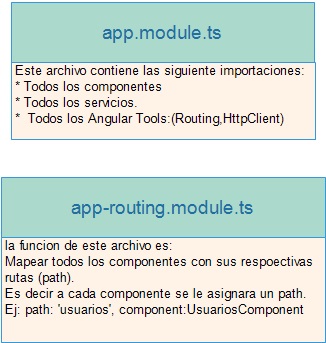 app.module.ts
Este archivo contiene las siguiente importaciones:
* Todos los componentes
* Todos los servicios.
* Todos los Angular Tools:(Routing,HttpClient)
app-routing.module.ts
la funcion de este archivo es:
Mapear todos los componentes con sus respoectivas
rutas (path).
Es decir a cada componente se le asignara un path.
Ej: path: 'usuarios', component:UsuariosComponent